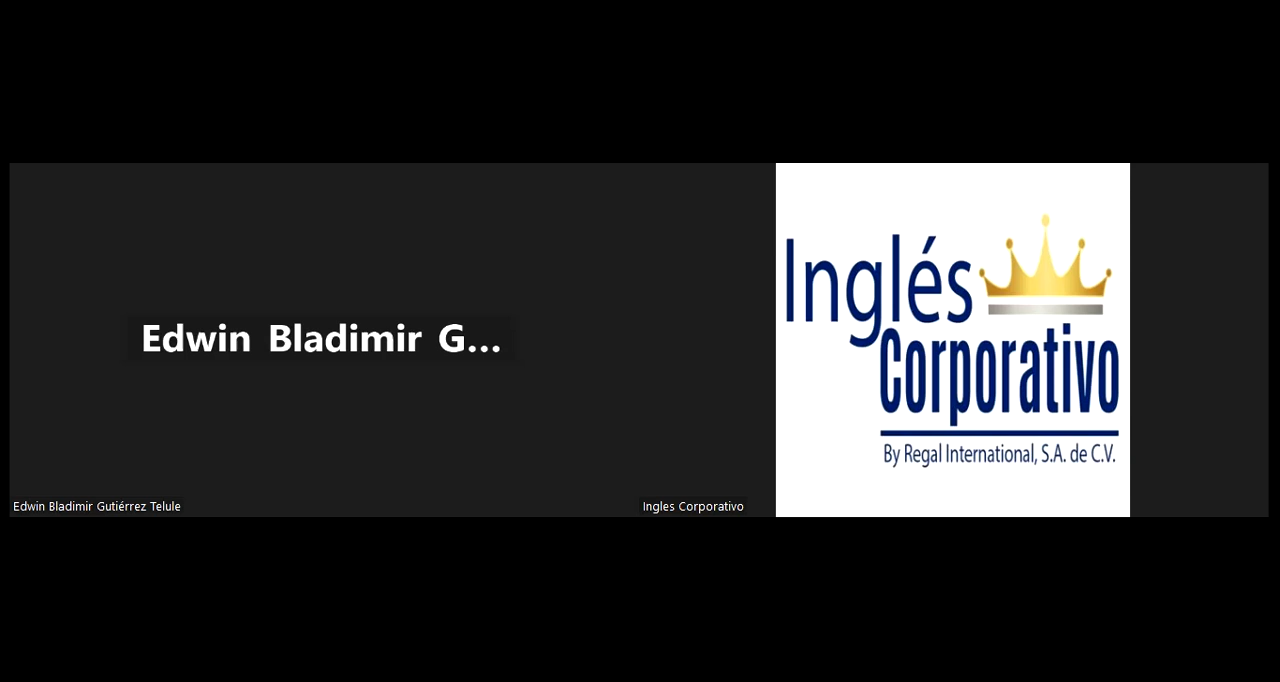 Edwin Bladimir G...
Edwin Bladimir Gutiérrez Telule
Inglés
Corporativo
By Regal International, S.A. de C.V.
Ingles Corporativo